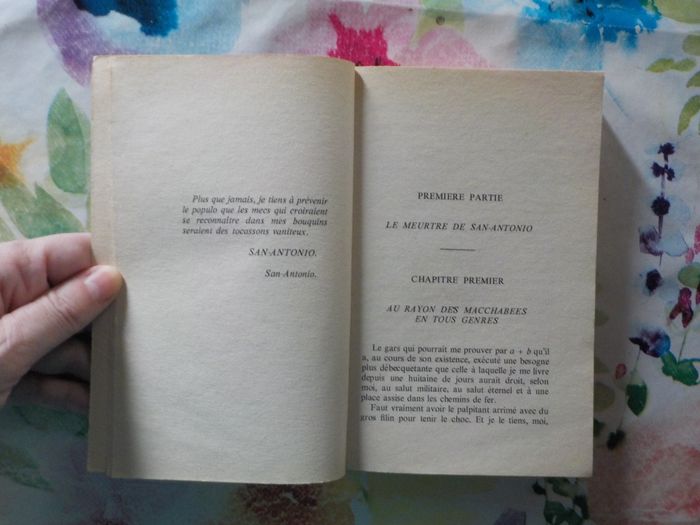 Plus que jamais, je tiens à prévenir
le populo que les mecs qui croiraient
se reconnaître dans mes bouquins
seraient des tocassons vaniteux.
SAN-ANTONIO.
San-Antonio.
PREMIERE PARTIE
LE MEURTRE DE SAN-ANTONIO
CHAPITRE PREMIER
AU RAYON DES MACCHABEES
EN TOUS GENRES
Le gars qui pourrait me prouver par a + b qu'il
a, au cours de son existence, exécuté une besogne
plus débecquetante que celle à laquelle je me livre
depuis une huitaine de jours aurait droit, selon
moi, au salut militaire, au salut éternel et à une
place assise dans les chemins de fer.
Faut vraiment avoir le palpitant arrimé avec du
gros filin pour tenir le choc. Et je le tiens, moi,